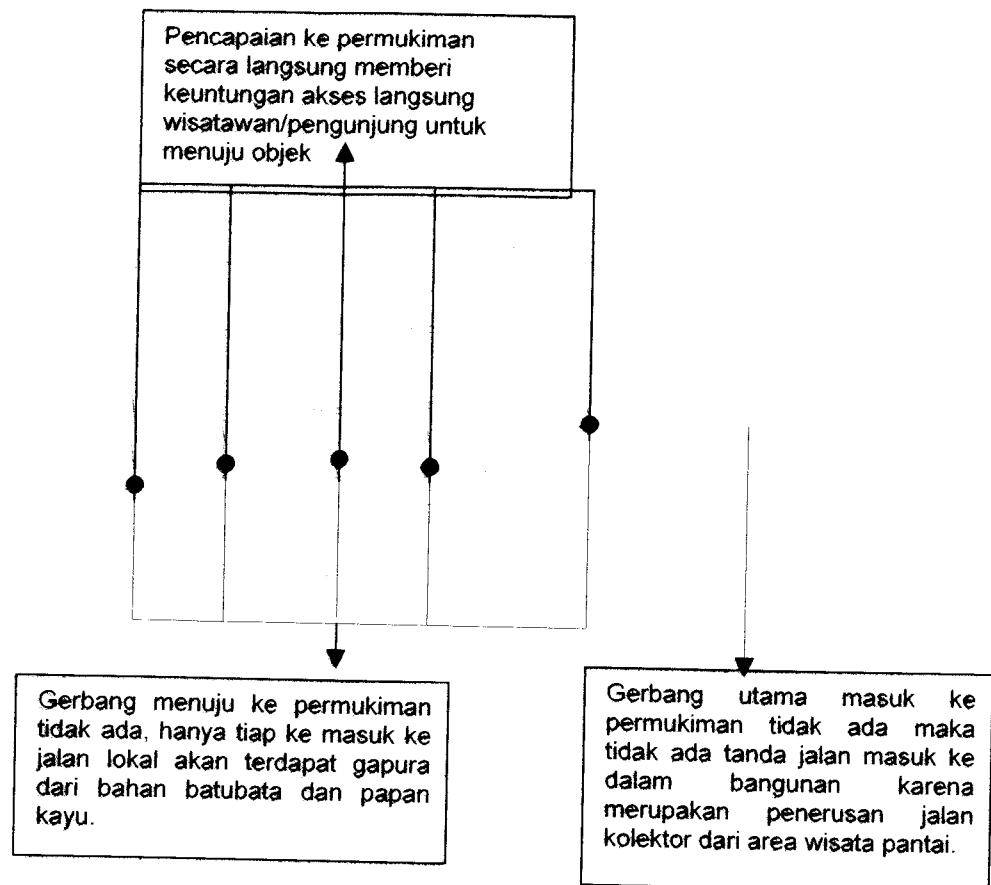 Pencapaian ke permukiman
secara langsung memberi
keuntungan akses langsung
wisatawan/pengunjung untuk
menuju objek
Gerbang menuju ke permukiman
tidak ada, hanya tiap ke masuk ke
jalan lokal akan terdapat gapura
dari bahan batubata dan papan
kayu.
Gerbang utama masuk ke
permukiman tidak ada maka
tidak ada tanda jalan masuk ke
dalam bangunan karena
merupakan penerusan jalan
kolektor dari area wisata pantai.